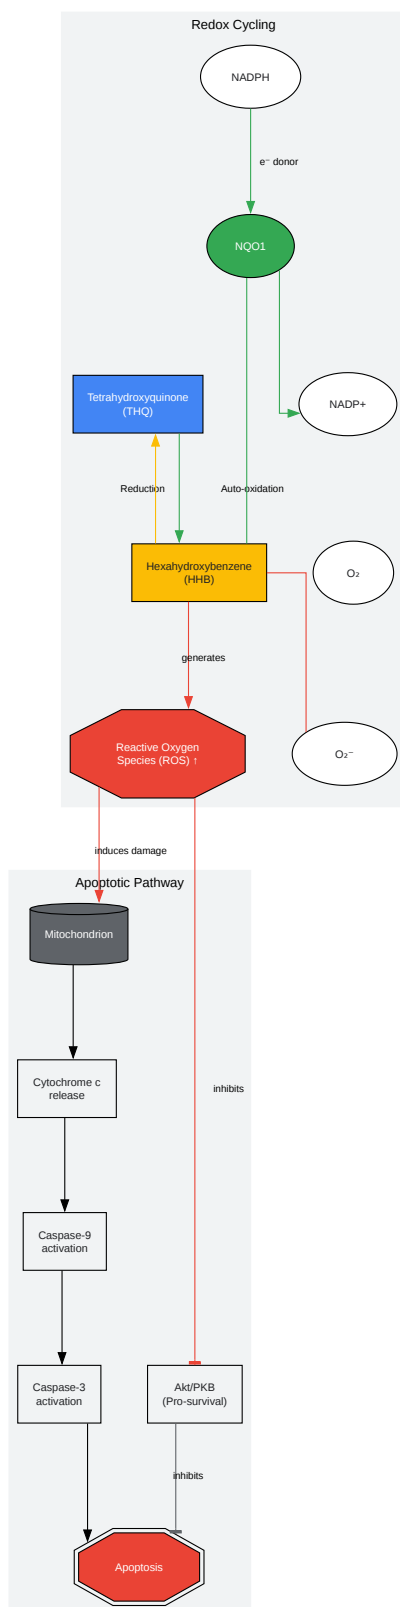 Redox Cycling
NADPH
e⁻ donor
NQO1
Tetrahydroxyquinone
(THQ)
NADP+
Reduction
Auto-oxidation
Hexahydroxybenzene
(HHB)
O₂
generates
Reactive Oxygen
Species (ROS) ↑
O₂⁻
induces damage
Apoptotic Pathway
Mitochondrion
Cytochrome c
release
inhibits
Caspase-9
activation
Caspase-3
activation
Akt/PKB
(Pro-survival)
inhibits
Apoptosis